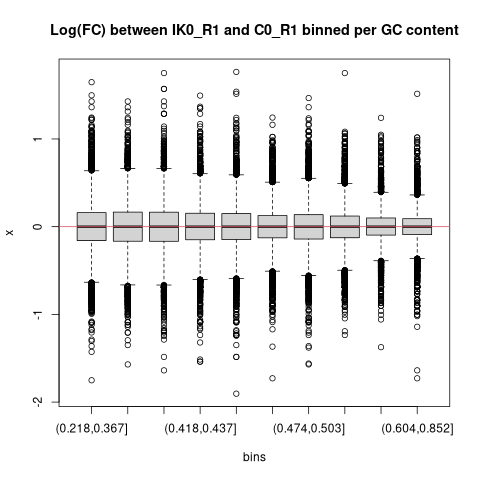 Log(FC) between IK0_R1 and C0_R1 binned per GC content
1
0
-1
-2
x
(0.218,0.367] (0.418,0.437] (0.474,0.503] (0.604,0.852]
bins